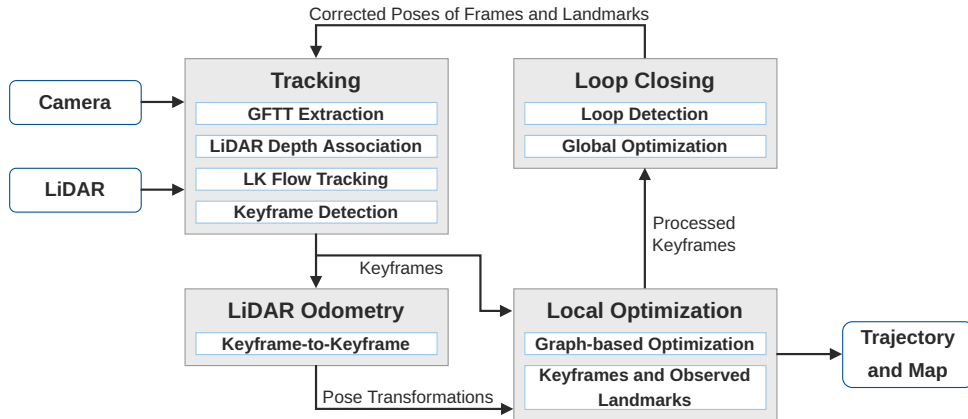 Corrected Poses of Frames and Landmarks
Camera
LiDAR
Tracking
GFTT Extraction
LiDAR Depth Association
LK Flow Tracking
Keyframe Detection
Loop Closing
Loop Detection
Global Optimization
Keyframes
Processed
Keyframes
LiDAR Odometry
Keyframe-to-Keyframe
Pose Transformations
Local Optimization
Graph-based Optimization
Keyframes and Observed
Landmarks
Trajectory
and Map